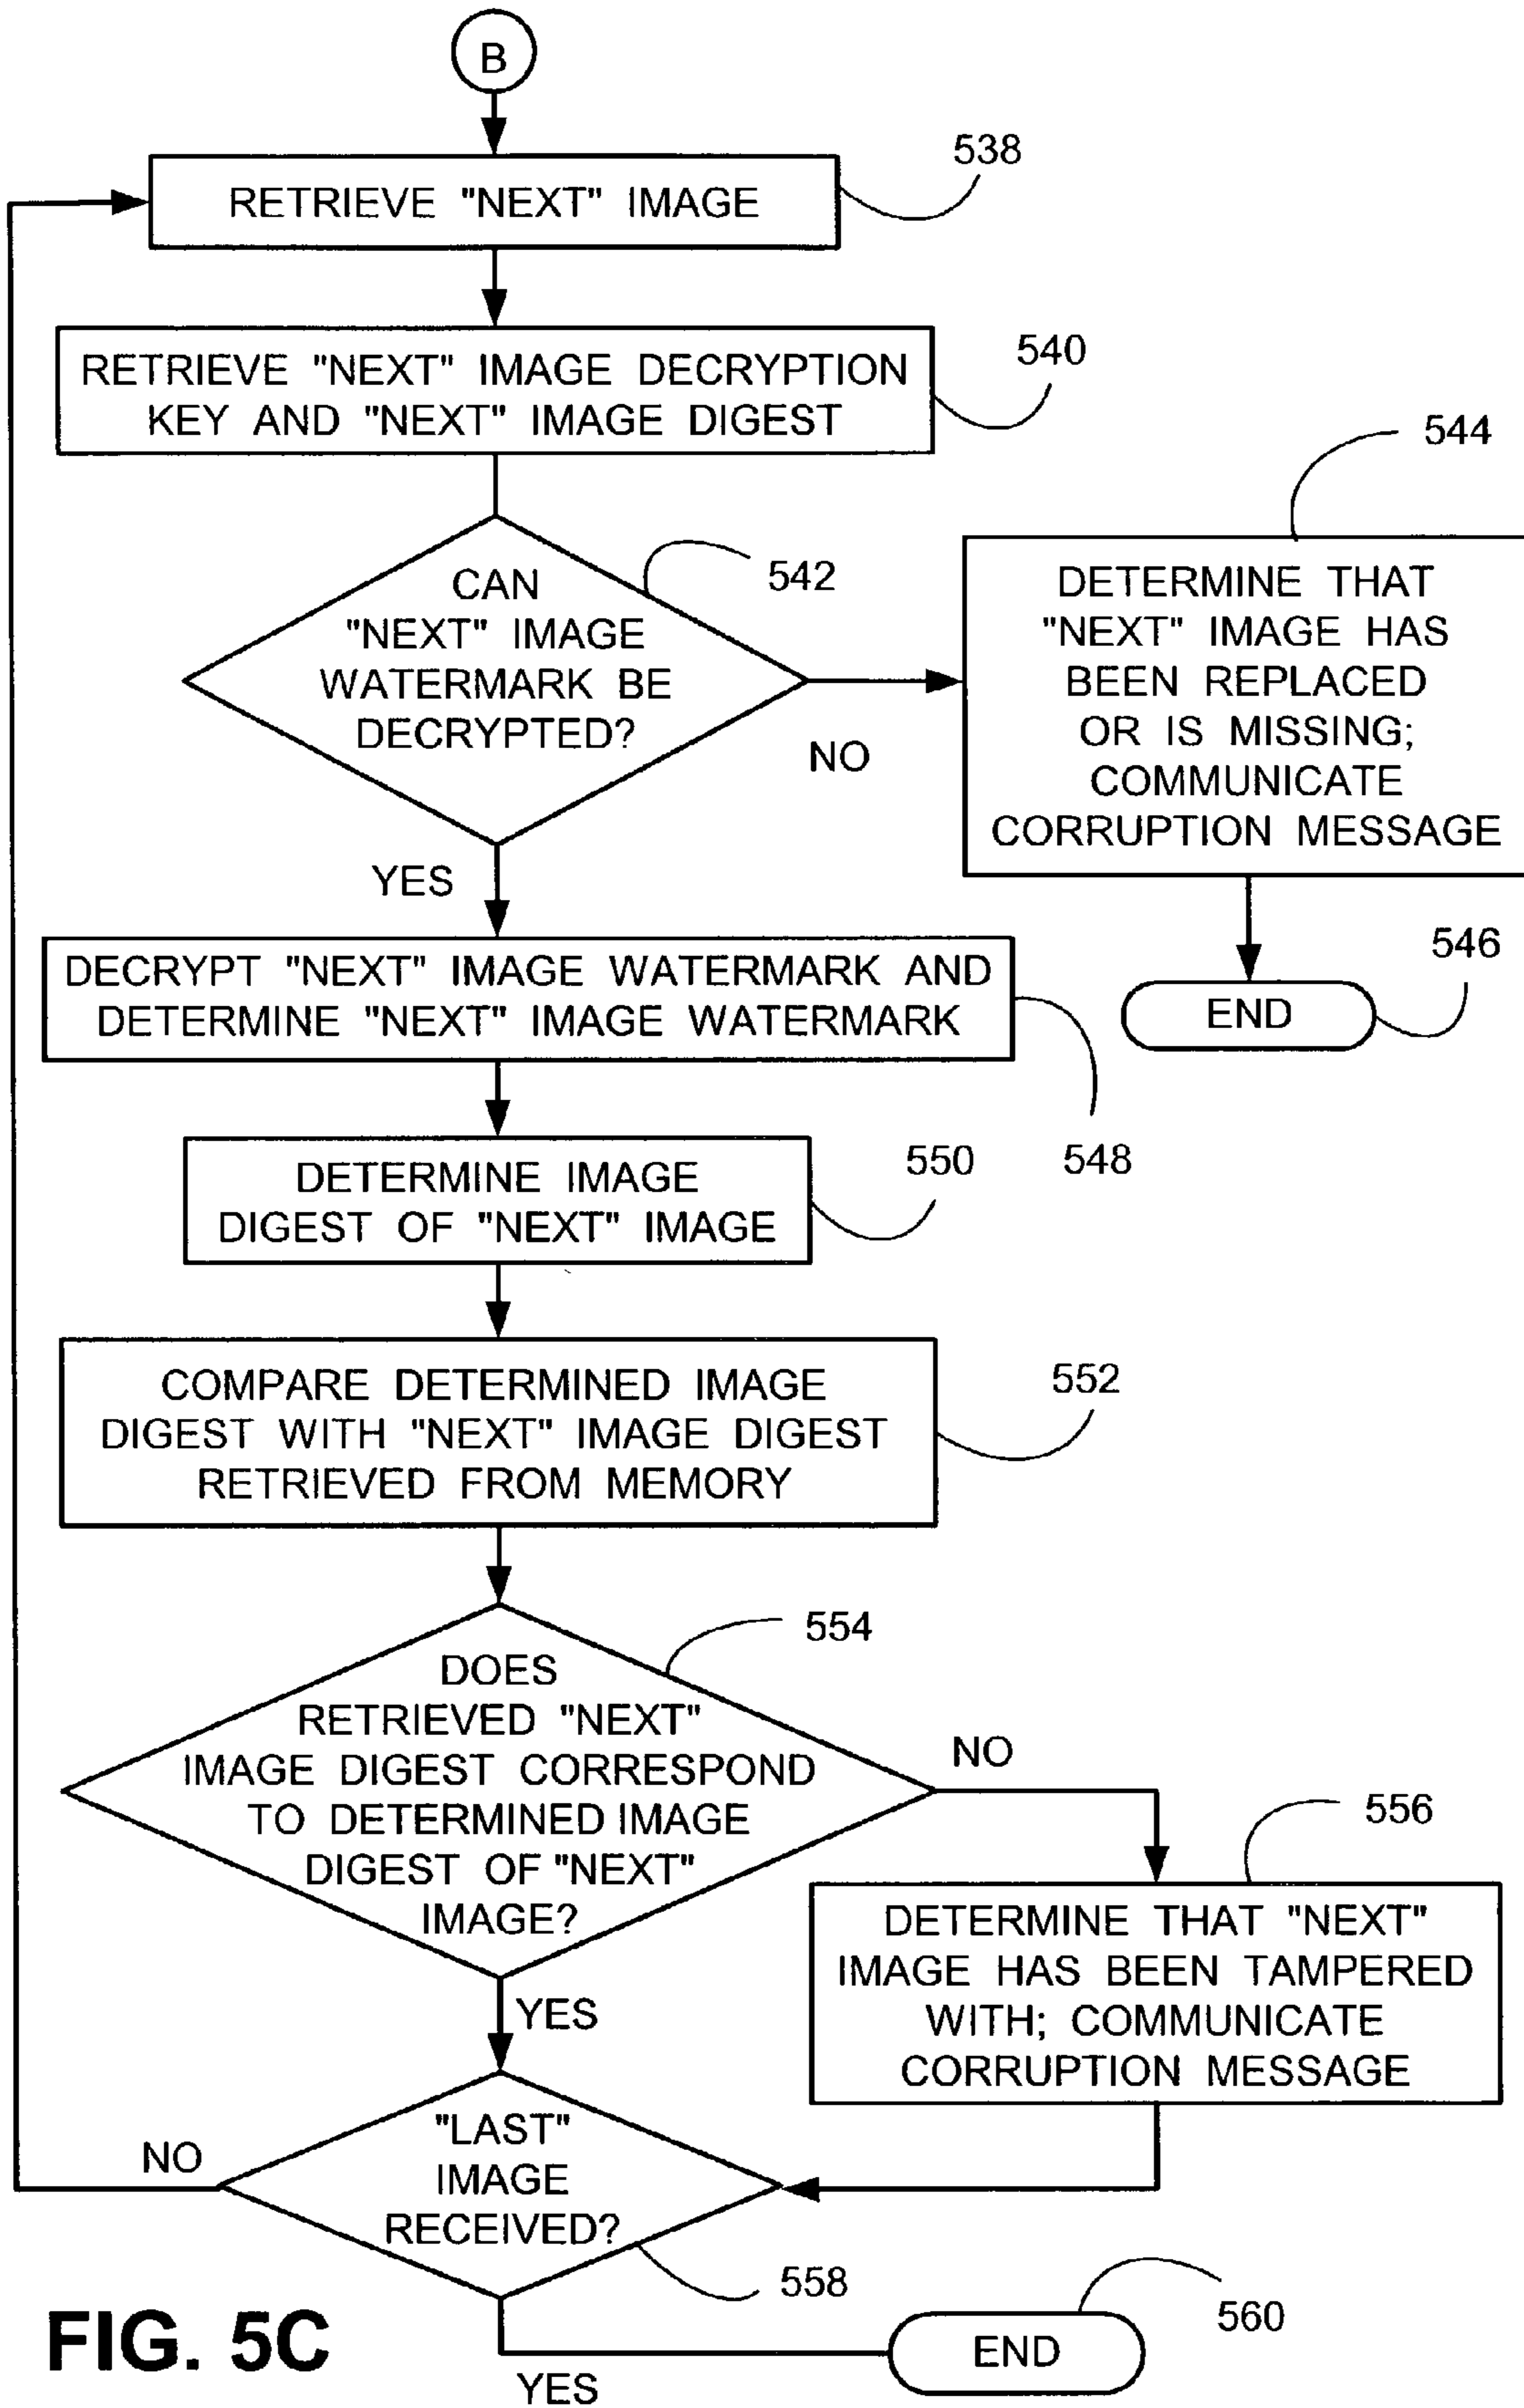 B
538
RETRIEVE "NEXT" IMAGE
540
RETRIEVE "NEXT" IMAGE DECRYPTION
KEY AND "NEXT" IMAGE DIGEST
544
542
CAN
"NEXT" IMAGE
WATERMARK BE
DECRYPTED?
NO
DETERMINE THAT
"NEXT" IMAGE HAS
BEEN REPLACED
OR IS MISSING;
COMMUNICATE
CORRUPTION MESSAGE
YES
546
END
DECRYPT "NEXT" IMAGE WATERMARK AND
DETERMINE "NEXT" IMAGE WATERMARK
548
550
DETERMINE IMAGE
DIGEST OF "NEXT" IMAGE
552
COMPARE DETERMINED IMAGE
DIGEST WITH "NEXT" IMAGE DIGEST
RETRIEVED FROM MEMORY
554
DOES
RETRIEVED "NEXT"
IMAGE DIGEST CORRESPOND
TO DETERMINED IMAGE
DIGEST OF "NEXT"
IMAGE?
NO
556
DETERMINE THAT "NEXT"
IMAGE HAS BEEN TAMPERED
WITH; COMMUNICATE
CORRUPTION MESSAGE
YES
NO
"LAST"
IMAGE
RECEIVED?
558
560
END
YES
FIG. 5C